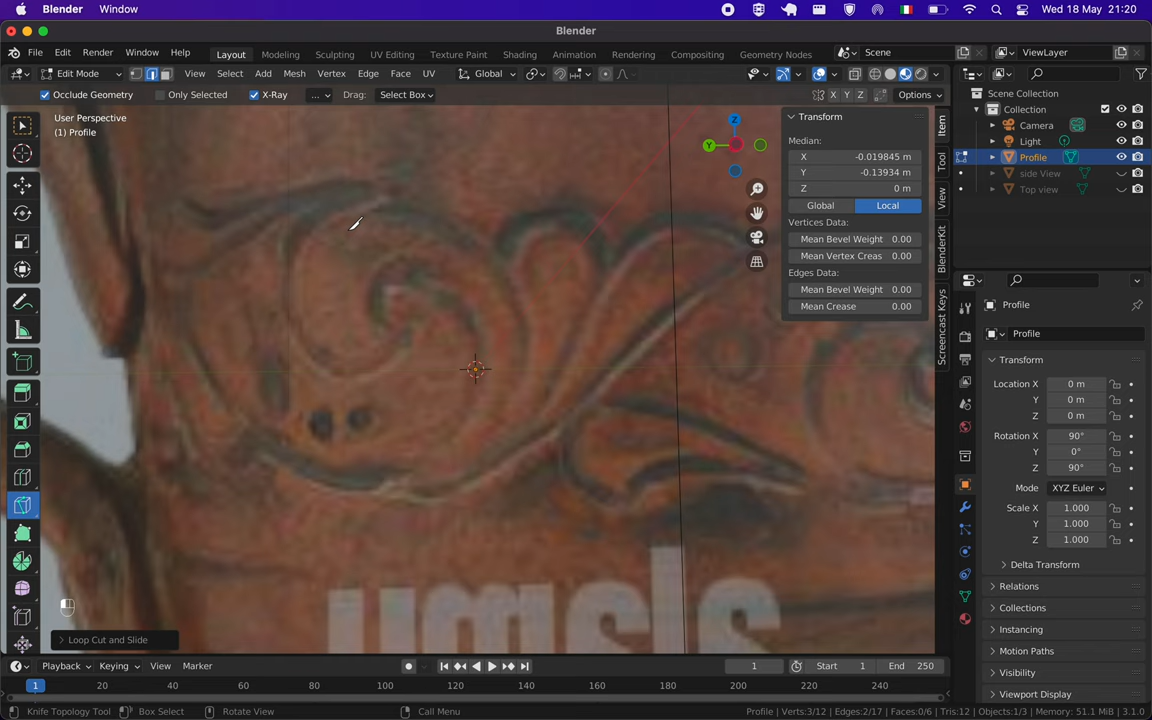 Blender Window Wed 18 May 21:20
Blender
File Edit Render Window Help Layout Modeling Sculpting UV Editing Texture Paint Shading Animation Rendering Compositing Geometry Nodes Scene ViewLayer
Edit Mode View Select Add Mesh Vertex Edge Face UV Global
Occlude Geometry Only Selected X-Ray ... Drag: Select Box X Y Z Options
User Perspective
(1) Profile
Z
Y
Transform
Median:
X -0.019845 m
Y -0.13934 m
Z 0 m
Global Local
Vertices Data:
Mean Bevel Weight 0.00
Mean Vertex Creas 0.00
Edges Data:
Mean Bevel Weight 0.00
Mean Crease 0.00
Item
Tool
View
BlenderKit
Screencast Keys
Scene Collection
Collection
Camera
Light
Profile
side View
Top view
Profile
Profile
Transform
Location X 0 m
Y 0 m
Z 0 m
Rotation X 90°
Y 0°
Z 90°
Mode XYZ Euler
Scale X 1.000
Y 1.000
Z 1.000
Delta Transform
Relations
Collections
Instancing
Motion Paths
Visibility
Viewport Display
Custom Properties
Loop Cut and Slide
Playback Keying View Marker 1 Start 1 End 250
1 20 40 60 80 100 120 140 160 180 200 220 240
Knife Topology Tool Box Select Rotate View Call Menu Profile | Verts:3/12 | Edges:2/17 | Faces:0/6 | Tris:12 | Objects:1/3 | Memory: 51.1 MiB | 3.1.0